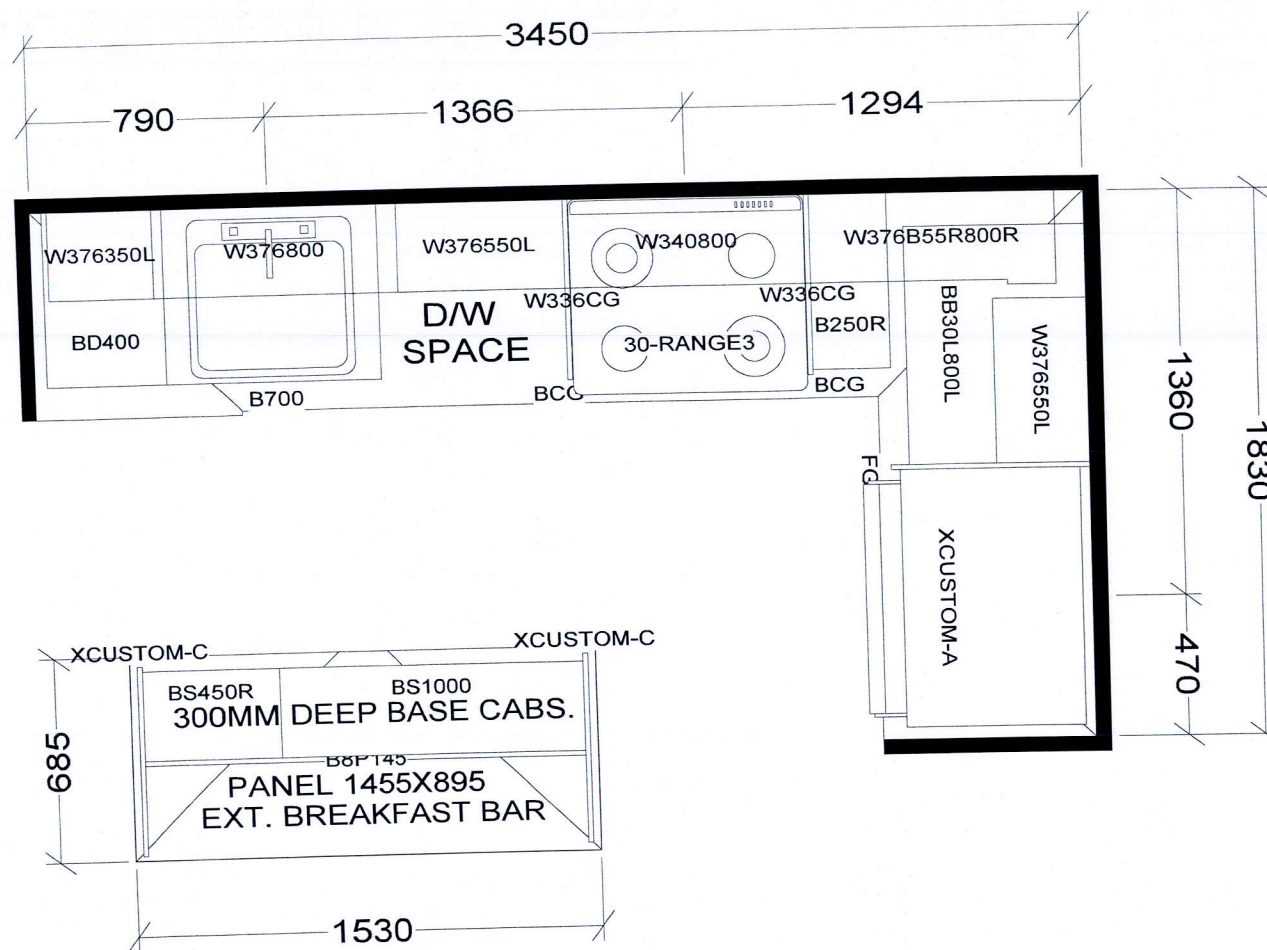 3450
790
1366
1294
W376350L
W376800
W376550L
W340800
W376B55R800R
W336CG
W336CG
D/W
SPACE
BD400
30-RANGE3
B250R
BB30L800L
W376550L
B700
BCG
BCG
FG
1360
1830
XCUSTOM-A
470
XCUSTOM-C
XCUSTOM-C
BS450R
BS1000
300MM DEEP BASE CABS.
685
B8P145
PANEL 1455X895
EXT. BREAKFAST BAR
1530